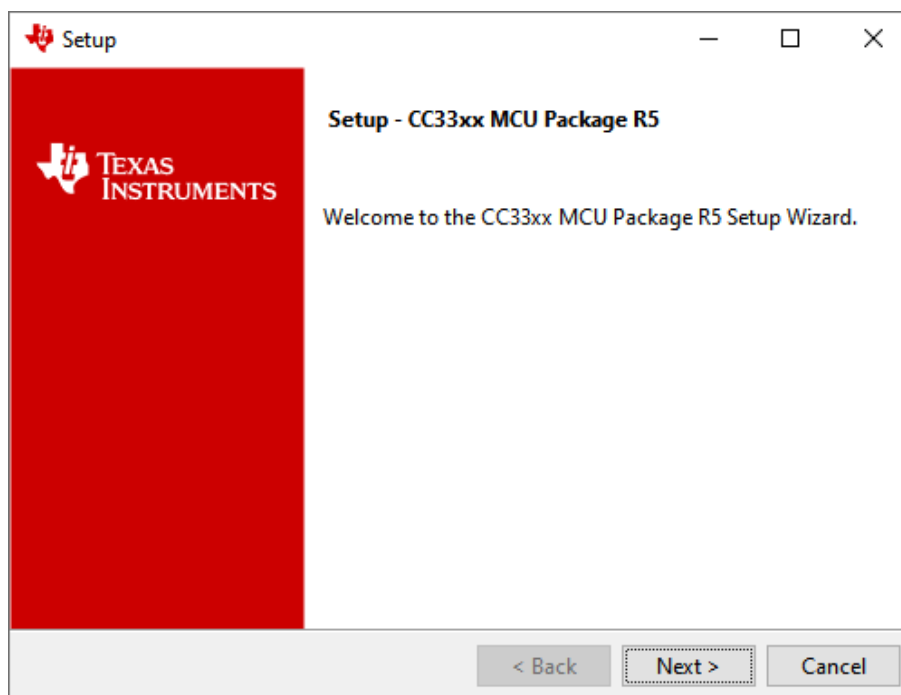 Setup
Setup - CC33xx MCU Package R5
TEXAS
INSTRUMENTS
Welcome to the CC33xx MCU Package R5 Setup Wizard.
< Back
Next >
Cancel